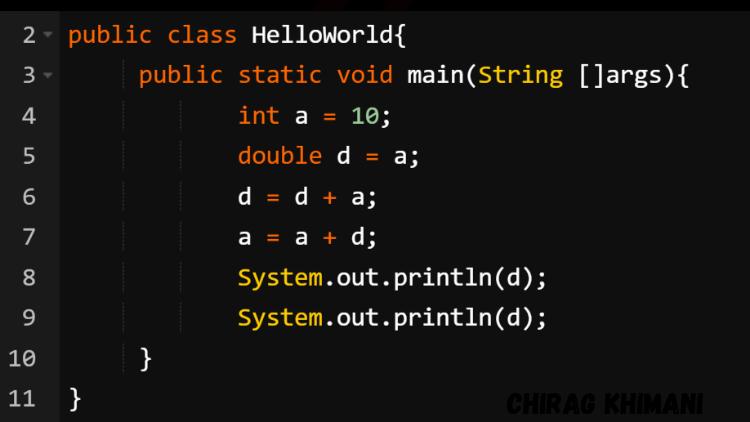 2 public class HelloWorld{
3 public static void main(String []args){
4 int a = 10;
5 double d = a;
6 d = d + a;
7 a = a + d;
8 System.out.println(d);
9 System.out.println(d);
10 }
11 }
CHIRAG KHIMANI